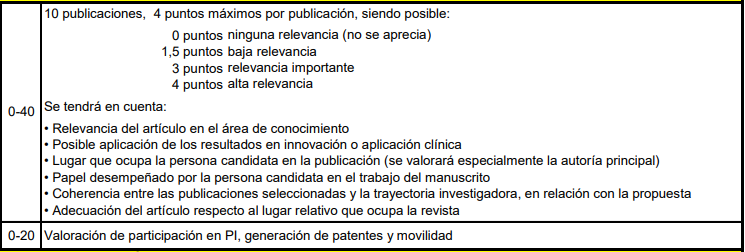 10 publicaciones,  4 puntos máximos por publicación, siendo posible:
0 puntos ninguna relevancia (no se aprecia)
1,5 puntos baja relevancia
3 puntos relevancia importante
4 puntos alta relevancia
0-40
Se tendrá en cuenta:
• Relevancia del artículo en el área de conocimiento
• Posible aplicación de los resultados en innovación o aplicación clínica
• Lugar que ocupa la persona candidata en la publicación (se valorará especialmente la autoría principal)
• Papel desempeñado por la persona candidata en el trabajo del manuscrito
• Coherencia entre las publicaciones seleccionadas y la trayectoria investigadora, en relación con la propuesta
• Adecuación del artículo respecto al lugar relativo que ocupa la revista
0-20 Valoración de participación en PI, generación de patentes y movilidad